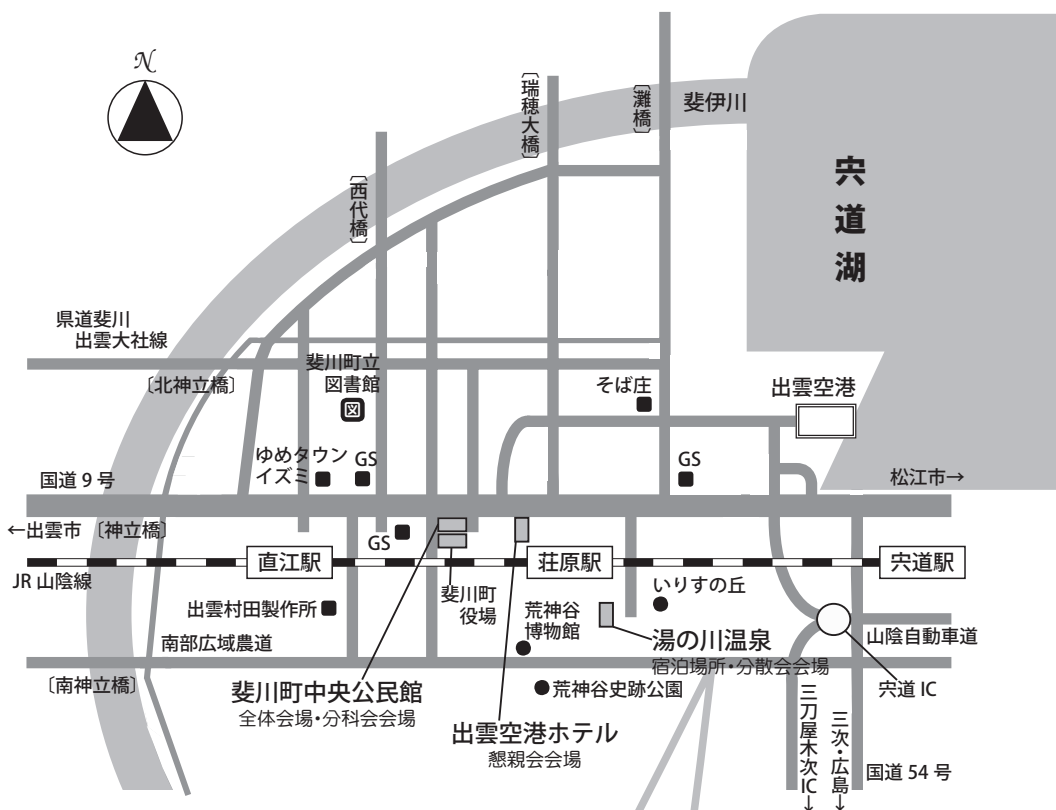 N
〔瑞穂大橋〕
〔灘橋〕
斐伊川
〔西代橋〕
宍道湖
県道斐川
出雲大社線
斐川町立
図書館
図
〔北神立橋〕
そば庄
出雲空港
ゆめタウン
イズミ
GS
GS
国道9号
松江市→
←出雲市
〔神立橋〕
GS
直江駅
荘原駅
宍道駅
JR山陰線
斐川町
役場
出雲村田製作所
荒神谷
博物館
いりすの丘
湯の川温泉
宿泊場所・分散会会場
山陰自動車道
南部広域農道
〔南神立橋〕
斐川町中央公民館
全体会場・分科会会場
荒神谷史跡公園
宍道IC
出雲空港ホテル
懇親会会場
三刀屋木次IC→
三次・広島→
国道54号